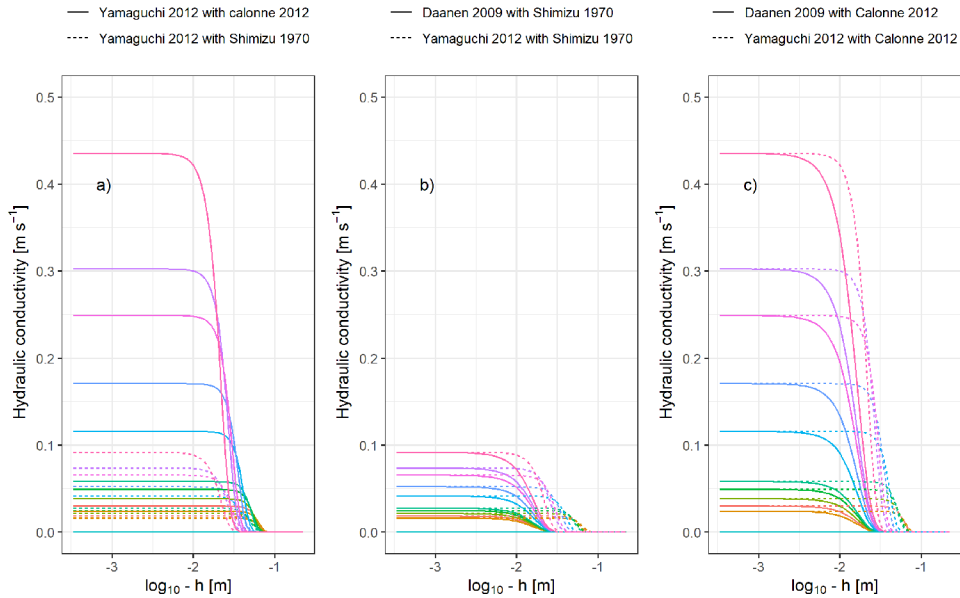 Yamaguchi 2012 with calonne 2012
Yamaguchi 2012 with Shimizu 1970
Daanen 2009 with Shimizu 1970
Yamaguchi 2012 with Shimizu 1970
Daanen 2009 with Calonne 2012
Yamaguchi 2012 with Calonne 2012
Hydraulic conductivity [m s⁻¹]
0.5
0.4
0.3
0.2
0.1
0.0
a)
-3
-2
-1
log₁₀ - h [m]
Hydraulic conductivity [m s⁻¹]
0.5
0.4
0.3
0.2
0.1
0.0
b)
-3
-2
-1
log₁₀ - h [m]
Hydraulic conductivity [m s⁻¹]
0.5
0.4
0.3
0.2
0.1
0.0
c)
-3
-2
-1
log₁₀ - h [m]